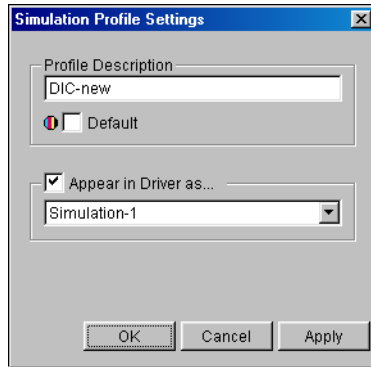 Simulation Profile Settings
Profile Description
DIC-new
Default
Appear in Driver as...
Simulation-1
OK Cancel Apply